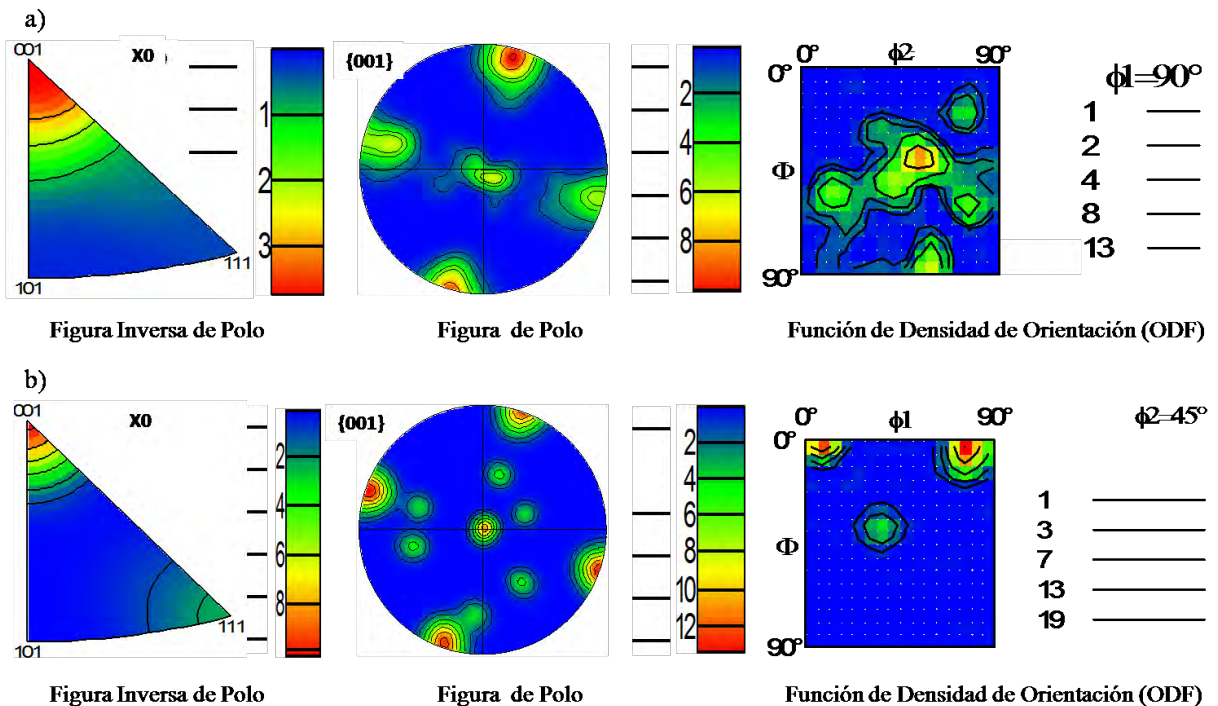 a)
001
X0
101
111
1
2
3
{001}
2
4
6
8
0°
ϕ2
90°
0°
Φ
90°
ϕ1=90°
1
2
4
8
13
Figura Inversa de Polo
Figura de Polo
Función de Densidad de Orientación (ODF)
b)
001
X0
101
111
2
4
6
8
{001}
2
4
6
8
10
12
0°
ϕ1
90°
0°
Φ
90°
ϕ2=45°
1
3
7
13
19
Figura Inversa de Polo
Figura de Polo
Función de Densidad de Orientación (ODF)